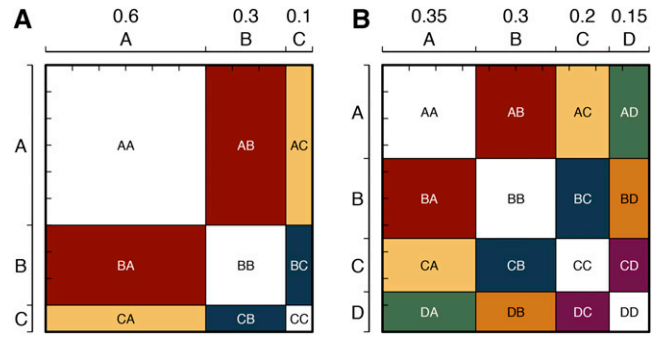 A
0.6 0.3 0.1
A B C
A AA AB AC
B BA BB BC
C CA CB CC
B
0.35 0.3 0.2 0.15
A B C D
A AA AB AC AD
B BA BB BC BD
C CA CB CC CD
D DA DB DC DD